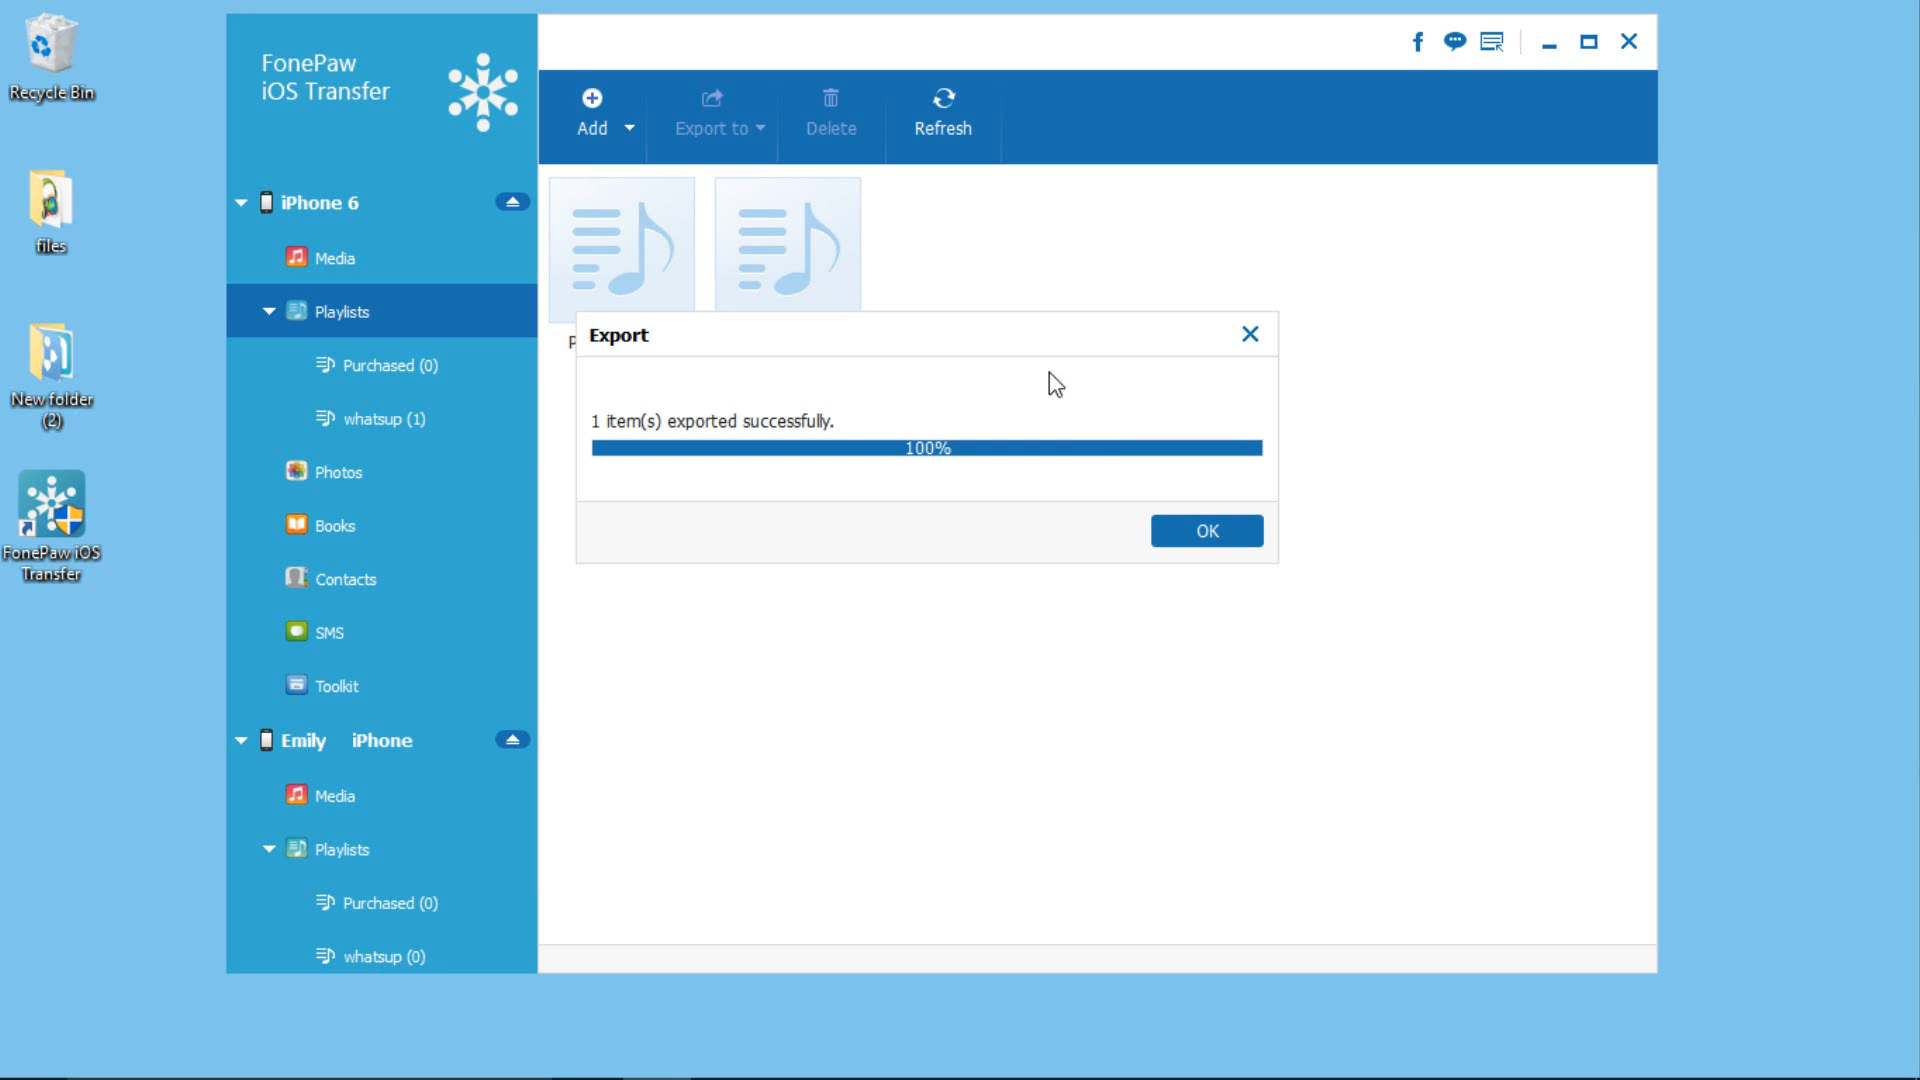 Recycle Bin
files
New folder
(2)
FonePaw iOS
Transfer
FonePaw
iOS Transfer
iPhone 6
Media
Playlists
Purchased (0)
whatsup (1)
Photos
Books
Contacts
SMS
Toolkit
Emily iPhone
Media
Playlists
Purchased (0)
whatsup (0)
Add
Export to
Delete
Refresh
P
Export
1 item(s) exported successfully.
100%
OK